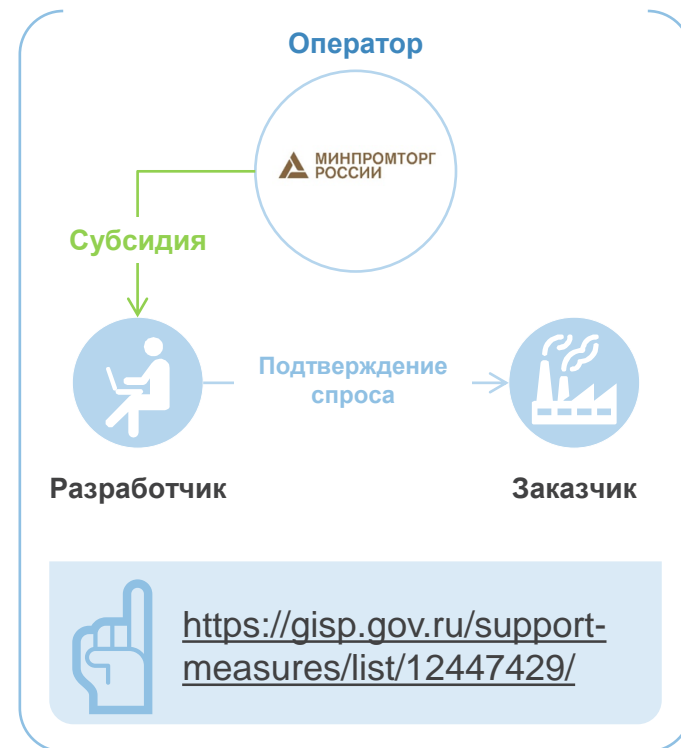 Оператор
МИНПРОМТОРГ
РОССИИ
Субсидия
Подтверждение
спроса
Разработчик
Заказчик
https://gisp.gov.ru/support-
measures/list/12447429/